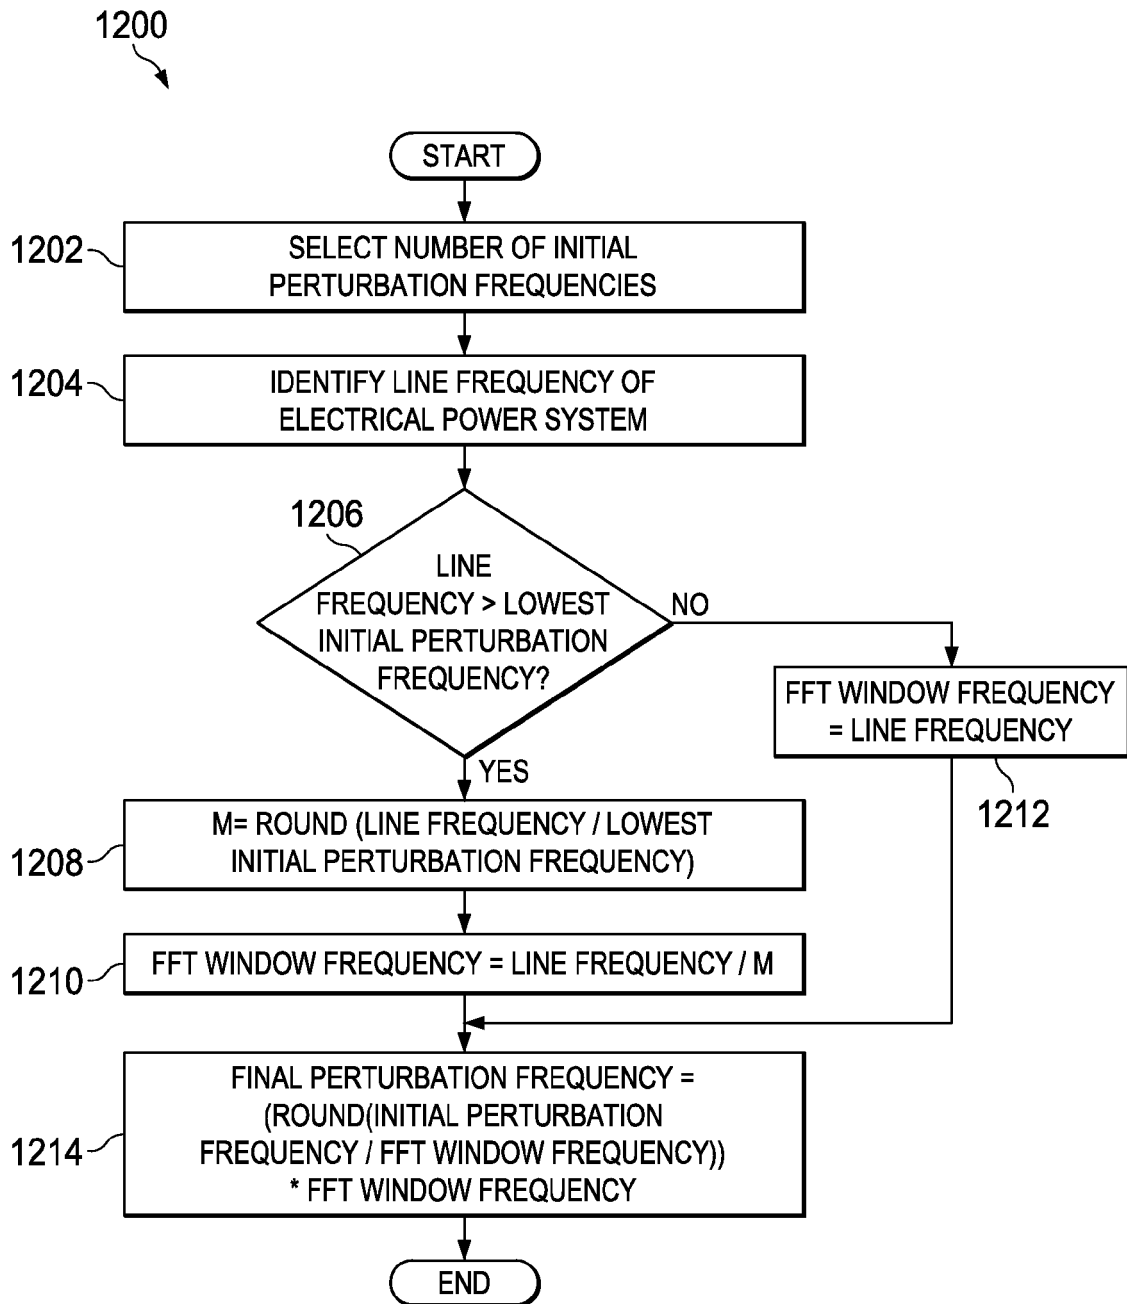 1200
START
1202
SELECT NUMBER OF INITIAL
PERTURBATION FREQUENCIES
1204
IDENTIFY LINE FREQUENCY OF
ELECTRICAL POWER SYSTEM
1206
LINE
FREQUENCY > LOWEST
INITIAL PERTURBATION
FREQUENCY?
NO
FFT WINDOW FREQUENCY
= LINE FREQUENCY
1212
YES
1208
M= ROUND (LINE FREQUENCY / LOWEST
INITIAL PERTURBATION FREQUENCY)
1210
FFT WINDOW FREQUENCY = LINE FREQUENCY / M
1214
FINAL PERTURBATION FREQUENCY =
(ROUND(INITIAL PERTURBATION
FREQUENCY / FFT WINDOW FREQUENCY))
* FFT WINDOW FREQUENCY
END